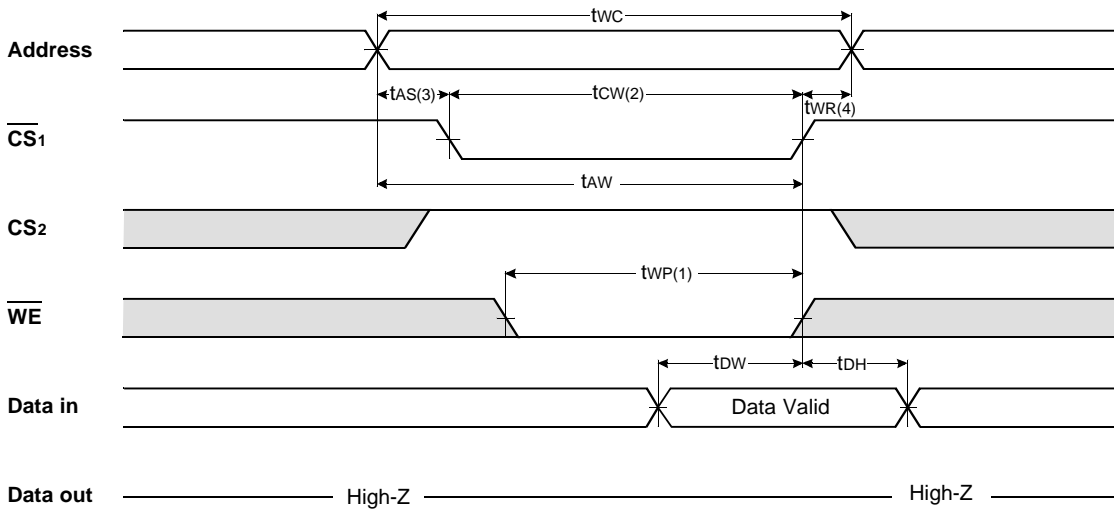 tWC
Address
tAS(3) tCW(2) tWR(4)
CS1
tAW
CS2
tWP(1)
WE
tDW tDH
Data in Data Valid
Data out High-Z High-Z